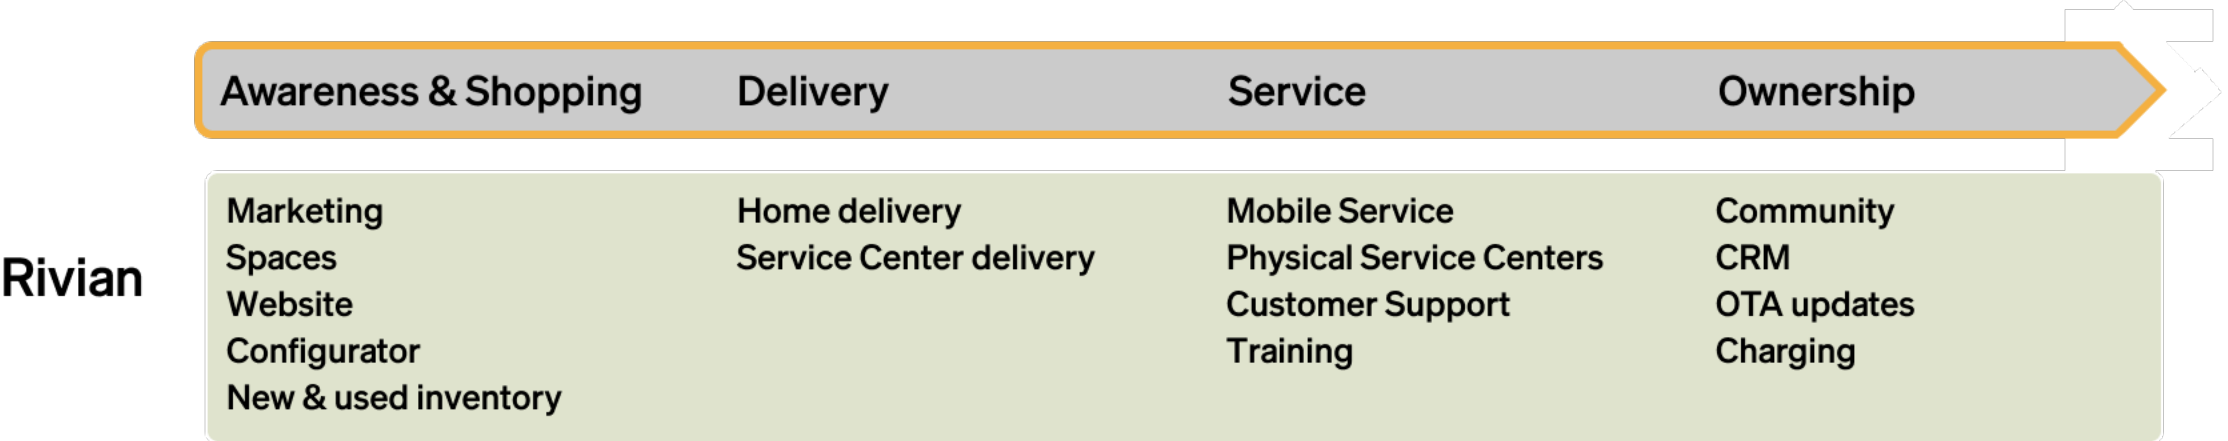 Awareness & Shopping
Delivery
Service
Ownership
Rivian
Marketing
Spaces
Website
Configurator
New & used inventory
Home delivery
Service Center delivery
Mobile Service
Physical Service Centers
Customer Support
Training
Community
CRM
OTA updates
Charging